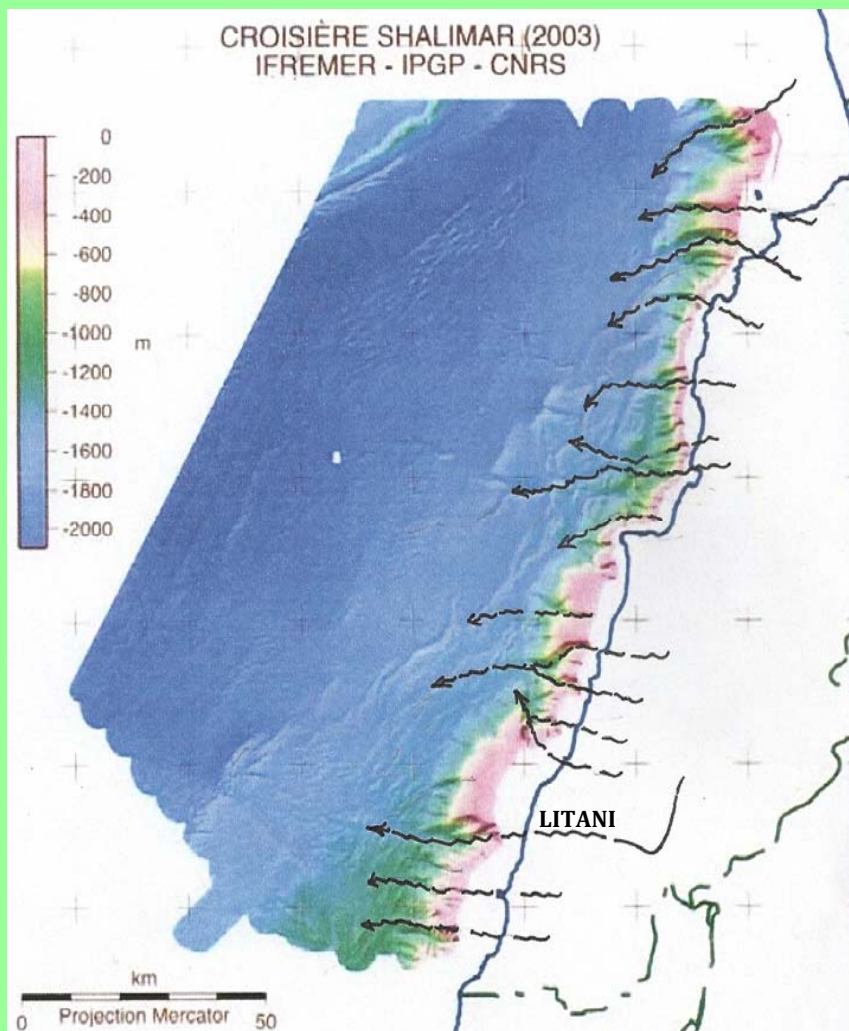 CROISIÈRE SHALIMAR (2003)
IFREMER - IPGP - CNRS
0
-200
-400
-600
-800
-1000
m
-1200
-1400
-1600
-1800
-2000
LITANI
km
0 Projection Mercator 50